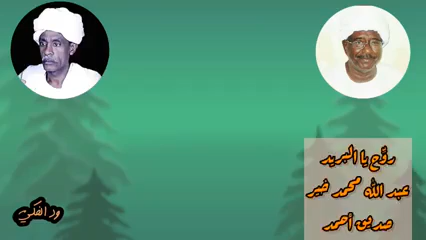 روّح يا البريد
عبد الله محمد خير
صديق أحمد
ود الفكي